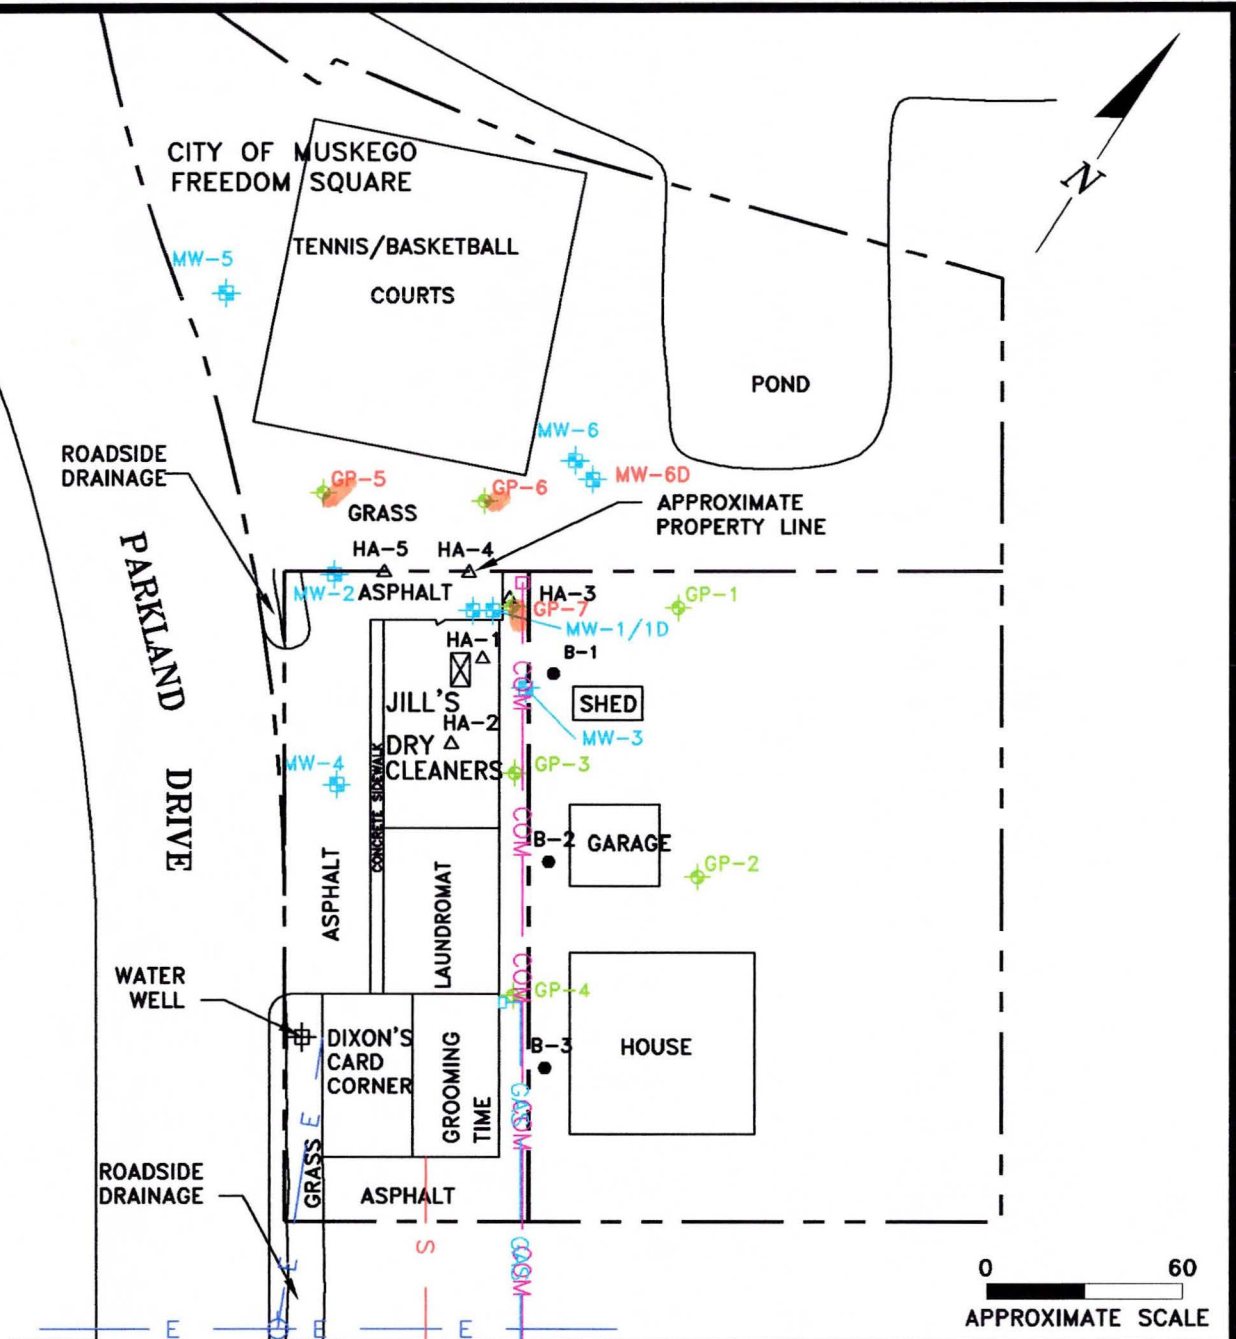 CITY OF MUSKEGO
FREEDOM SQUARE
N
TENNIS/BASKETBALL
COURTS
MW-5
POND
MW-6
MW-6D
ROADSIDE
DRAINAGE
GP-5
GP-6
GRASS
APPROXIMATE
PROPERTY LINE
HA-5
HA-4
MW-2
ASPHALT
HA-3
GP-7
GP-1
MW-1/1D
PARKLAND DRIVE
HA-1
B-1
COM
JILL'S
DRY
CLEANERS
HA-2
SHED
MW-3
MW-4
GP-3
CONCRETE SIDEWALK
COM
B-2
GARAGE
GP-2
ASPHALT
LAUNDROMAT
WATER
WELL
COM
GP-4
DIXON'S
CARD
CORNER
GROOMING
TIME
B-3
HOUSE
E
GAS
COM
ROADSIDE
DRAINAGE
GRASS
ASPHALT
S
GAS
COM
E
0 60
APPROXIMATE SCALE
E E E